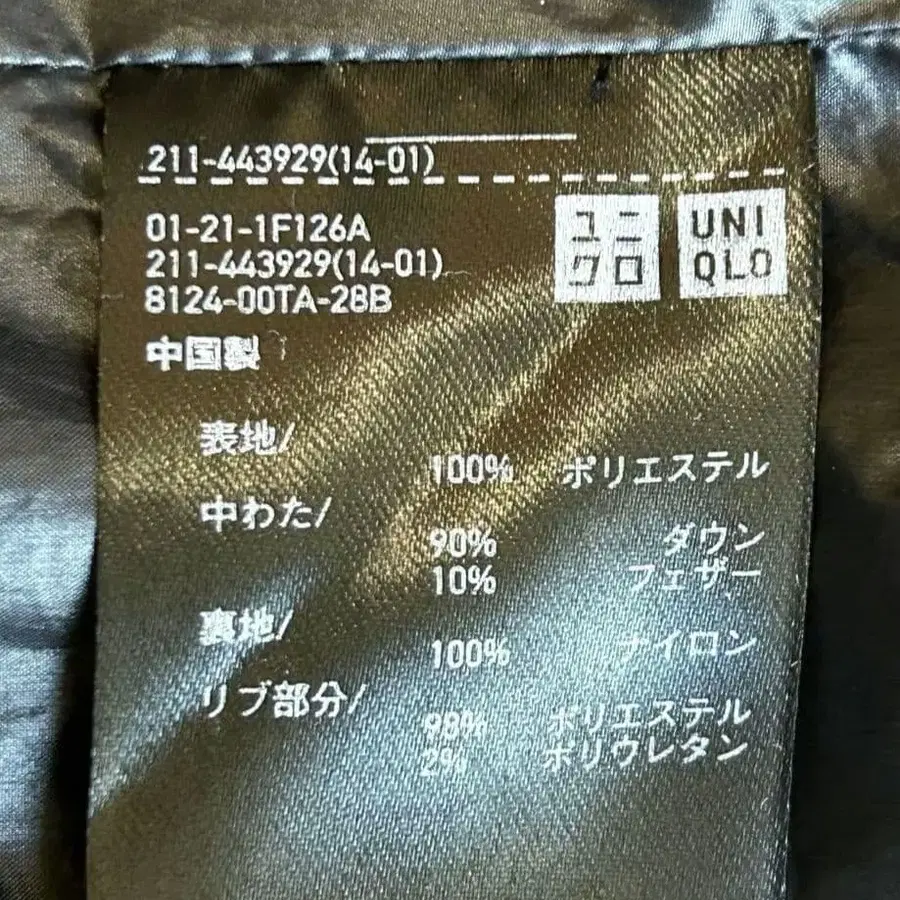 211-443929(14-01)
01-21-1F126A
211-443929(14-01)
8124-00TA-28B
中国製
ユニ
クロ
UNI
QLO
表地/
100% ポリエステル
中わた/
90% ダウン
10% フェザー
裏地/
100% ナイロン
リブ部分/
98% ポリエステル
2% ポリウレタン